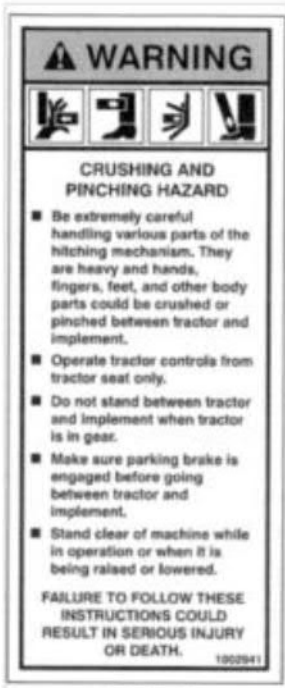 WARNING
CRUSHING AND
PINCHING HAZARD
■ Be extremely careful
handling various parts of the
hitching mechanism. They
are heavy and hands,
fingers, feet, and other body
parts could be crushed or
pinched between tractor and
implement.
■ Operate tractor controls from
tractor seat only.
■ Do not stand between tractor
and implement when tractor
is in gear.
■ Make sure parking brake is
engaged before going
between tractor and
implement.
■ Stand clear of machine while
in operation or when it is
being raised or lowered.
FAILURE TO FOLLOW THESE
INSTRUCTIONS COULD
RESULT IN SERIOUS INJURY
OR DEATH.
1002941